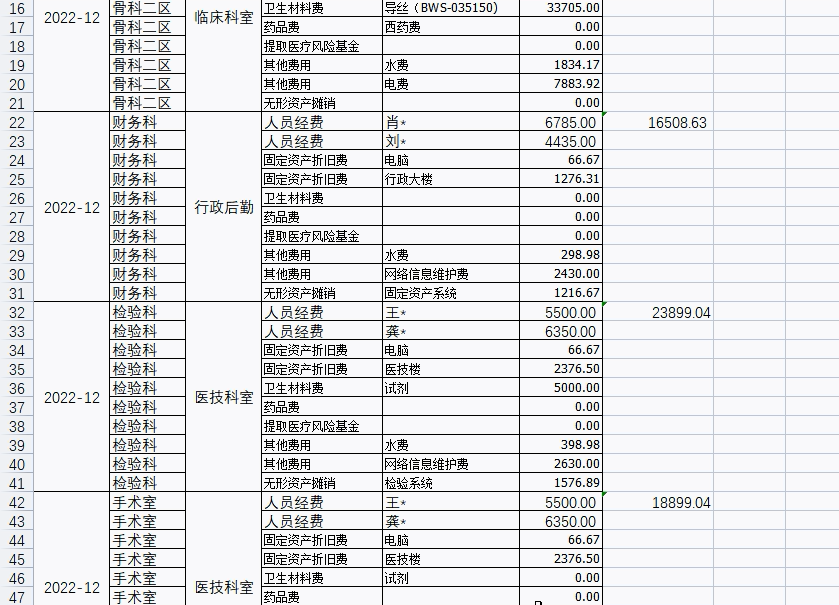 16 骨科二区 卫生材料费 导丝（BWS-035150） 33705.00
2022-12 临床科室
17 骨科二区 药品费 西药费 0.00
18 骨科二区 提取医疗风险基金 0.00
19 骨科二区 其他费用 水费 1834.17
20 骨科二区 其他费用 电费 7883.92
21 骨科二区 无形资产摊销 0.00
22 财务科 人员经费 肖* 6785.00 16508.63
23 财务科 人员经费 刘* 4435.00
24 财务科 固定资产折旧费 电脑 66.67
25 财务科 固定资产折旧费 行政大楼 1276.31
26 财务科 卫生材料费 0.00
2022-12 行政后勤
27 财务科 药品费 0.00
28 财务科 提取医疗风险基金 0.00
29 财务科 其他费用 水费 298.98
30 财务科 其他费用 网络信息维护费 2430.00
31 财务科 无形资产摊销 固定资产系统 1216.67
32 检验科 人员经费 王* 5500.00 23899.04
33 检验科 人员经费 龚* 6350.00
34 检验科 固定资产折旧费 电脑 66.67
35 检验科 固定资产折旧费 医技楼 2376.50
36 检验科 卫生材料费 试剂 5000.00
2022-12 医技科室
37 检验科 药品费 0.00
38 检验科 提取医疗风险基金 0.00
39 检验科 其他费用 水费 398.98
40 检验科 其他费用 网络信息维护费 2630.00
41 检验科 无形资产摊销 检验系统 1576.89
42 手术室 人员经费 王* 5500.00 18899.04
43 手术室 人员经费 龚* 6350.00
44 手术室 固定资产折旧费 电脑 66.67
45 手术室 固定资产折旧费 医技楼 2376.50
46 手术室 卫生材料费 试剂 0.00
2022-12 医技科室
47 手术室 药品费 0.00